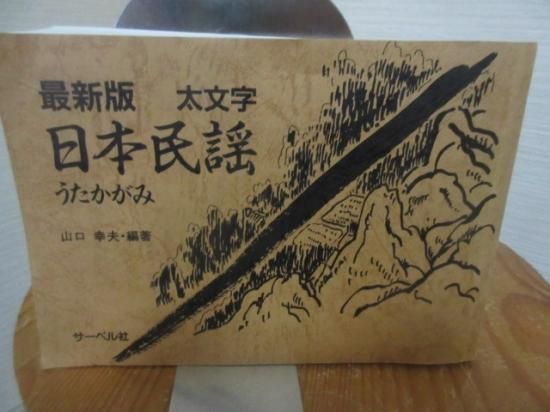 最新版 太文字
日本民謡
うたかがみ
山口 幸夫・編著
サーベル社